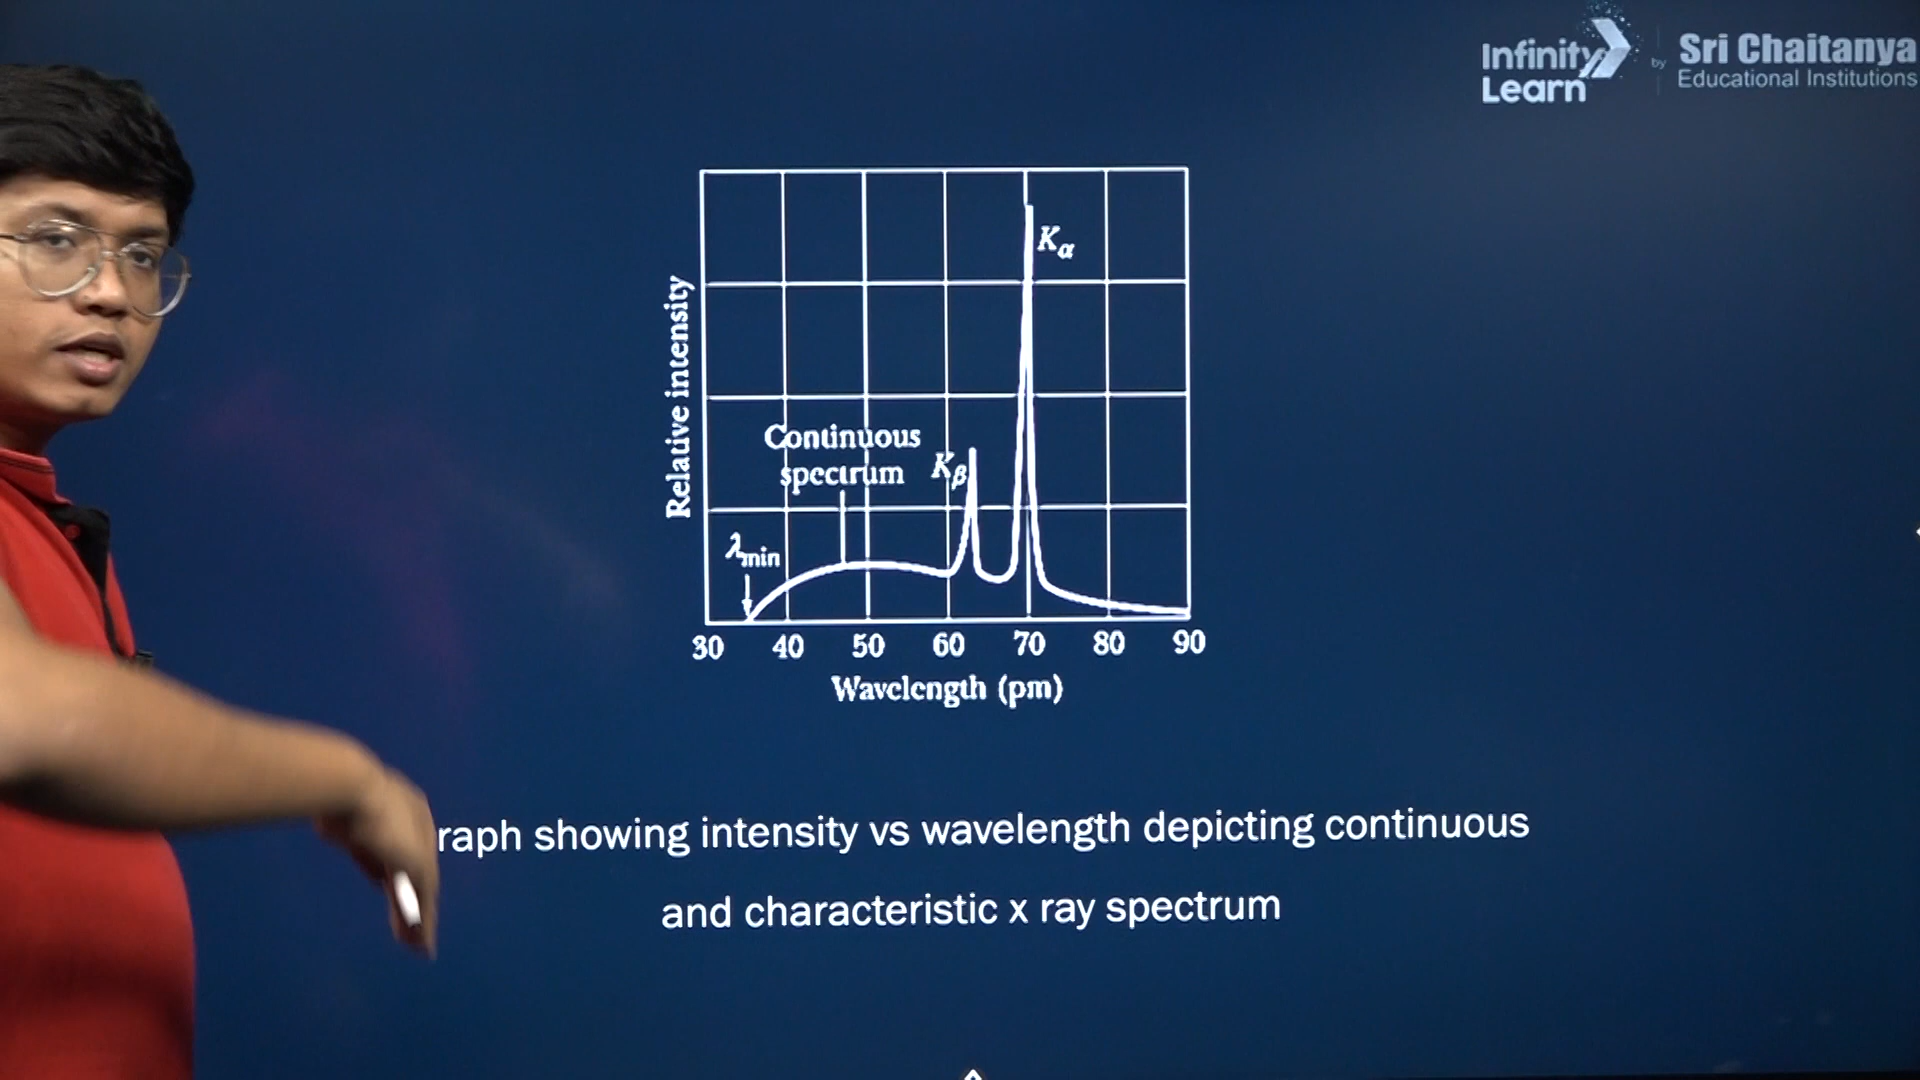 Infinity
Learn
by
Sri Chaitanya
Educational Institutions
Kα
Relative intensity
Continuous
spectrum
Kβ
λmin
30 40 50 60 70 80 90
Wavelength (pm)
raph showing intensity vs wavelength depicting continuous
and characteristic x ray spectrum